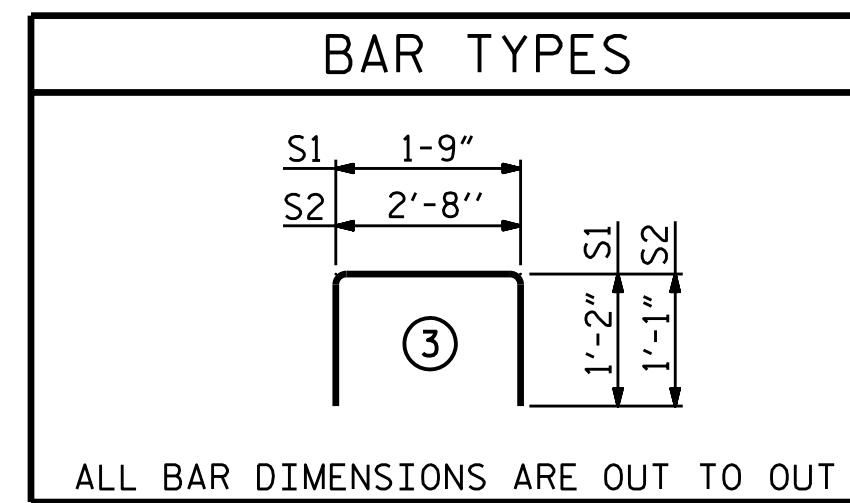 BAR TYPES
S1 1-9"
S2 2'-8''
S1 1'-2"
S2 1'-1"
3
ALL BAR DIMENSIONS ARE OUT TO OUT